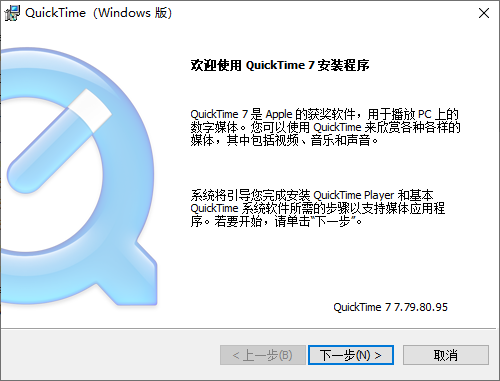 QuickTime（Windows 版）
欢迎使用 QuickTime 7 安装程序
QuickTime 7 是 Apple 的获奖软件，用于播放 PC 上的
数字媒体。您可以使用 QuickTime 来欣赏各种各样的
媒体，其中包括视频、音乐和声音。
系统将引导您完成安装 QuickTime Player 和基本
QuickTime 系统软件所需的步骤以支持媒体应用程
序。若要开始，请单击“下一步”。
QuickTime 7 7.79.80.95
< 上一步(B)
下一步(N) >
取消